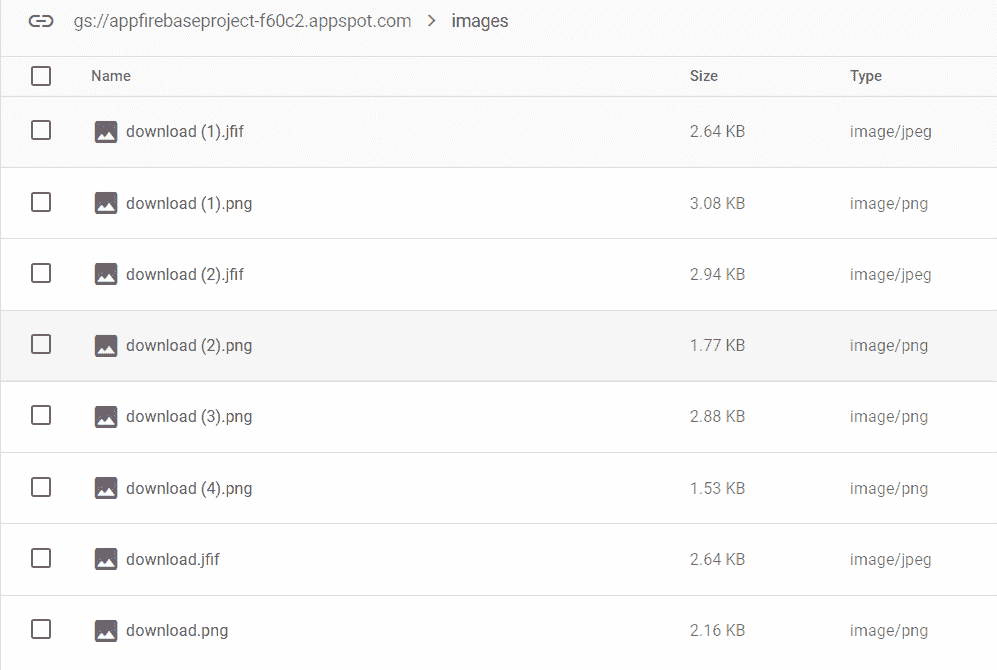 gs://appfirebaseproject-f60c2.appspot.com > images
Name Size Type
download (1).jfif 2.64 KB image/jpeg
download (1).png 3.08 KB image/png
download (2).jfif 2.94 KB image/jpeg
download (2).png 1.77 KB image/png
download (3).png 2.88 KB image/png
download (4).png 1.53 KB image/png
download.jfif 2.64 KB image/jpeg
download.png 2.16 KB image/png